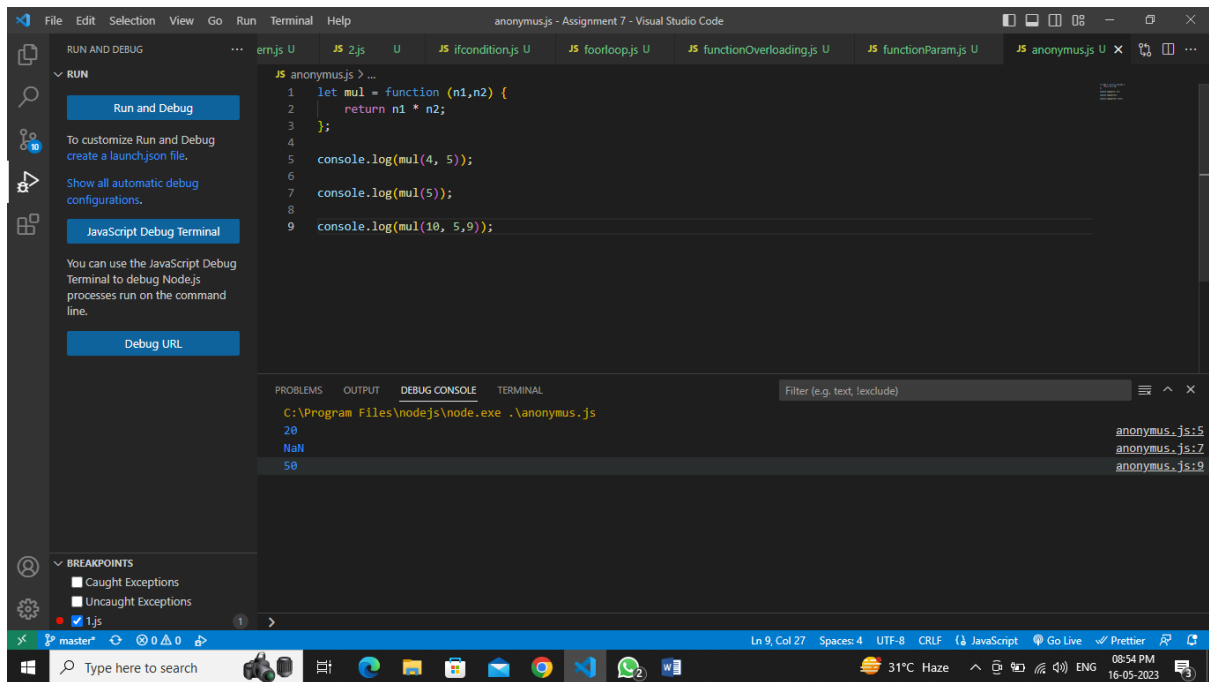 File Edit Selection View Go Run Terminal Help anonymus.js - Assignment 7 - Visual Studio Code
RUN AND DEBUG ... ern.js U JS 2.js U JS ifcondition.js U JS foorloop.js U JS functionOverloading.js U JS functionParam.js U JS anonymus.js U
RUN
JS anonymus.js > ...
Run and Debug
To customize Run and Debug
create a launch.json file.
Show all automatic debug
configurations.
JavaScript Debug Terminal
You can use the JavaScript Debug
Terminal to debug Node.js
processes run on the command
line.
Debug URL
1 let mul = function (n1,n2) {
2 return n1 * n2;
3 };
4
5 console.log(mul(4, 5));
6
7 console.log(mul(5));
8
9 console.log(mul(10, 5,9));
PROBLEMS OUTPUT DEBUG CONSOLE TERMINAL Filter (e.g. text, !exclude)
C:\Program Files\nodejs\node.exe .\anonymus.js
20 anonymus.js:5
NaN anonymus.js:7
50 anonymus.js:9
BREAKPOINTS
Caught Exceptions
Uncaught Exceptions
1.js 1
>
10
master* 0 0 Ln 9, Col 27 Spaces: 4 UTF-8 CRLF JavaScript Go Live Prettier
Type here to search 2 31°C Haze ENG 08:54 PM
16-05-2023 3